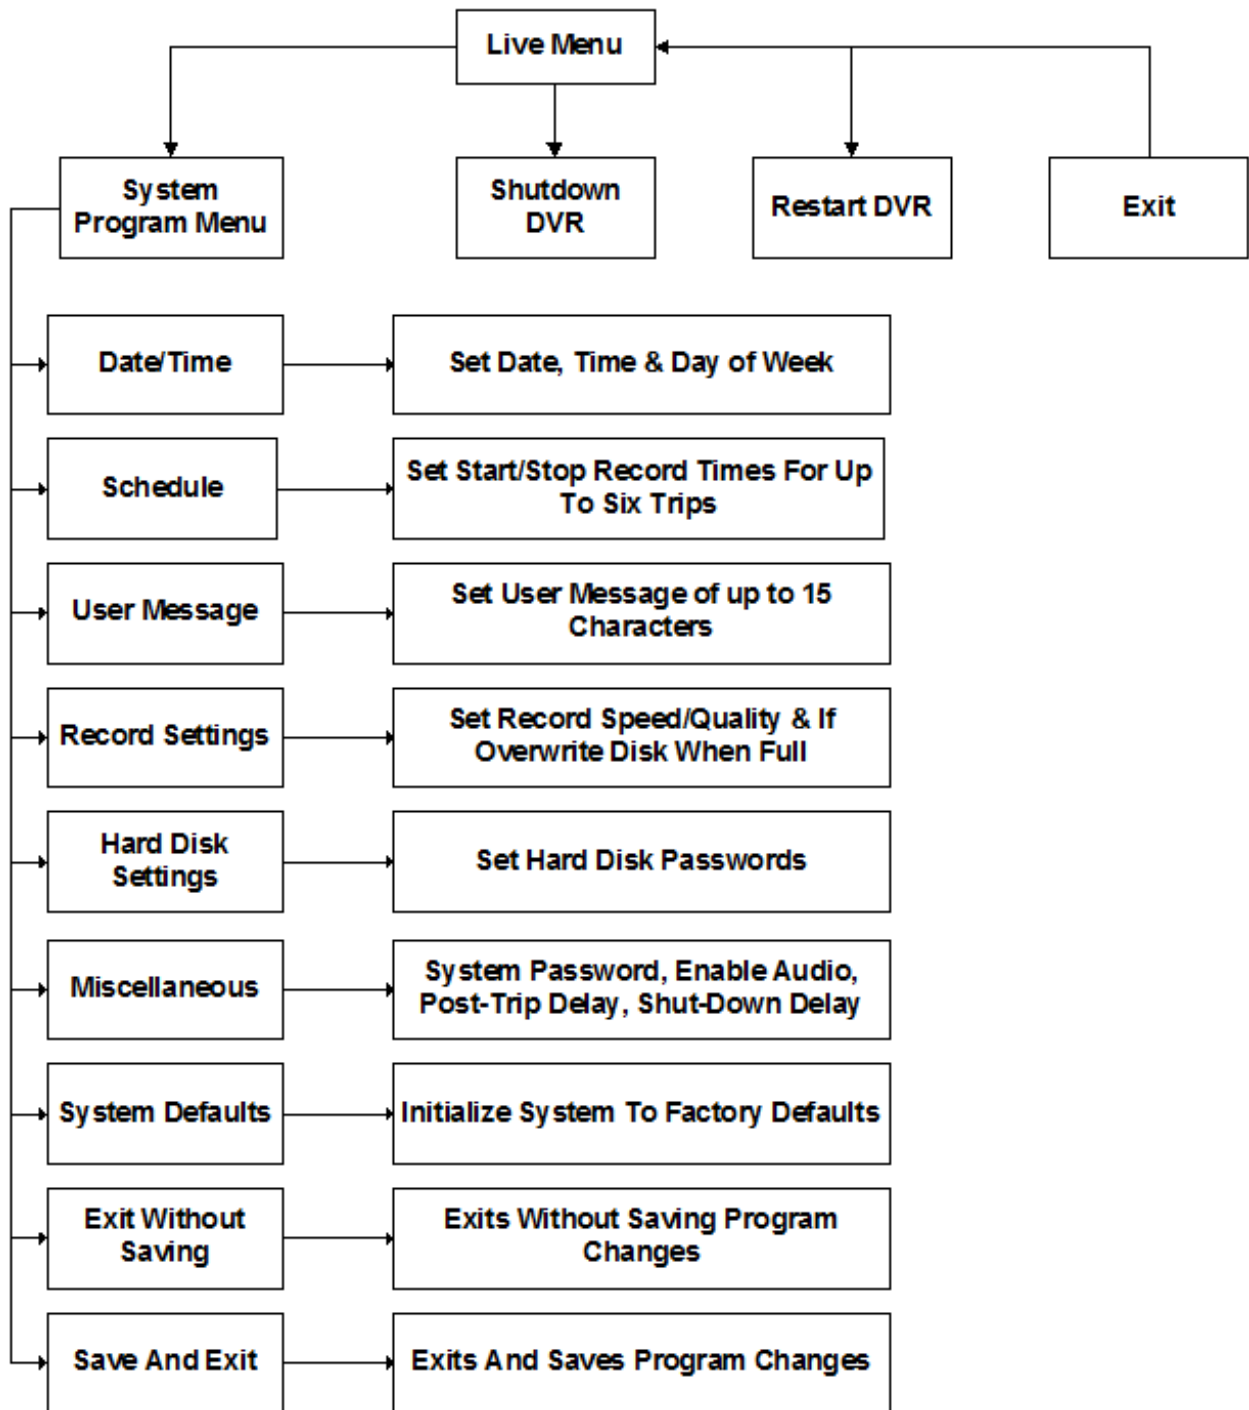 Live Menu
System
Program Menu
Shutdown
DVR
Restart DVR
Exit
Date/Time
Set Date, Time & Day of Week
Schedule
Set Start/Stop Record Times For Up
To Six Trips
User Message
Set User Message of up to 15
Characters
Record Settings
Set Record Speed/Quality & If
Overwrite Disk When Full
Hard Disk
Settings
Set Hard Disk Passwords
Miscellaneous
System Password, Enable Audio,
Post-Trip Delay, Shut-Down Delay
System Defaults
Initialize System To Factory Defaults
Exit Without
Saving
Exits Without Saving Program
Changes
Save And Exit
Exits And Saves Program Changes